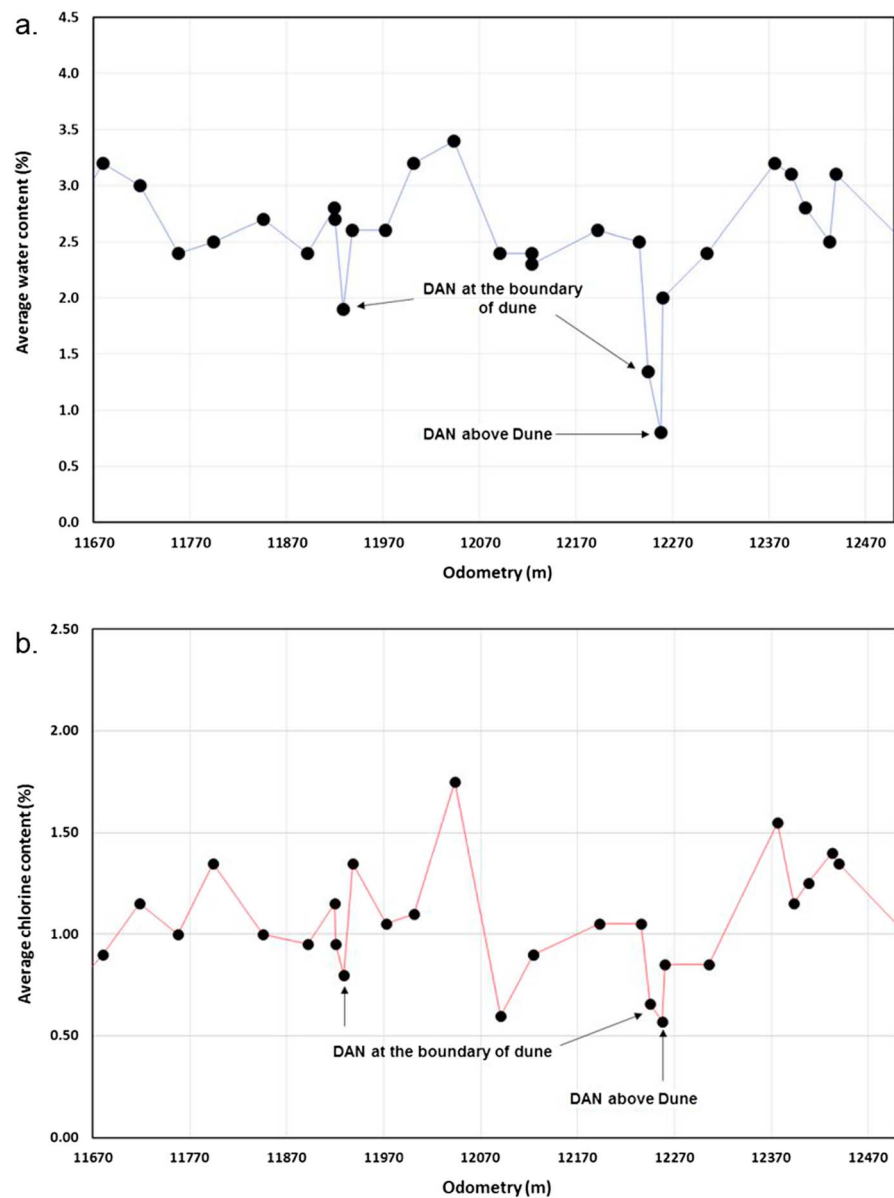 a.
4.5
4.0
3.5
3.0
2.5
2.0
1.5
1.0
0.5
0.0
Average water content (%)
DAN at the boundary
of dune
DAN above Dune
11670 11770 11870 11970 12070 12170 12270 12370 12470
Odometry (m)
b.
2.50
2.00
1.50
1.00
0.50
0.00
Average chlorine content (%)
DAN at the boundary of dune
DAN above Dune
11670 11770 11870 11970 12070 12170 12270 12370 12470
Odometry (m)